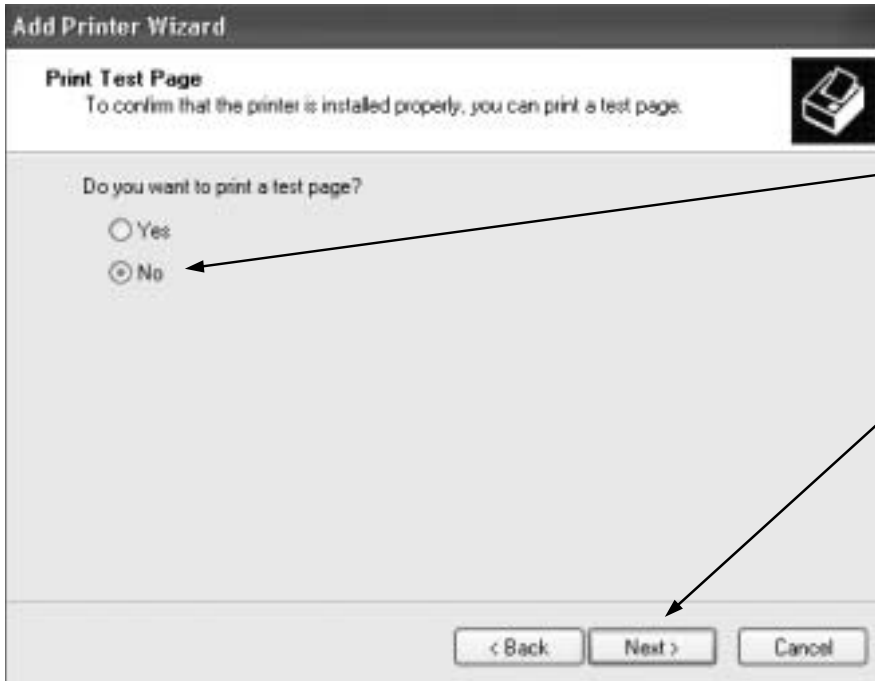 Add Printer Wizard
Print Test Page
To confirm that the printer is installed properly, you can print a test page.
Do you want to print a test page?
Yes
No
< Back Next > Cancel